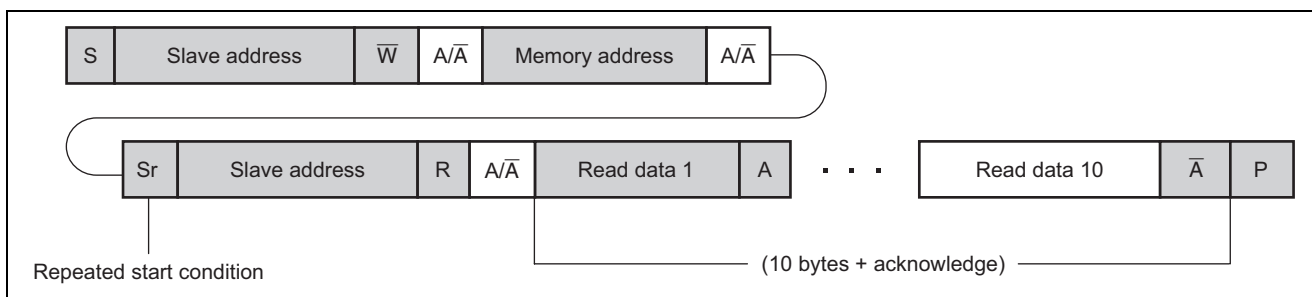 S Slave address W̅ A/A̅ Memory address A/A̅
Sr Slave address R A/A̅ Read data 1 A · · · Read data 10 A̅ P
Repeated start condition
(10 bytes + acknowledge)